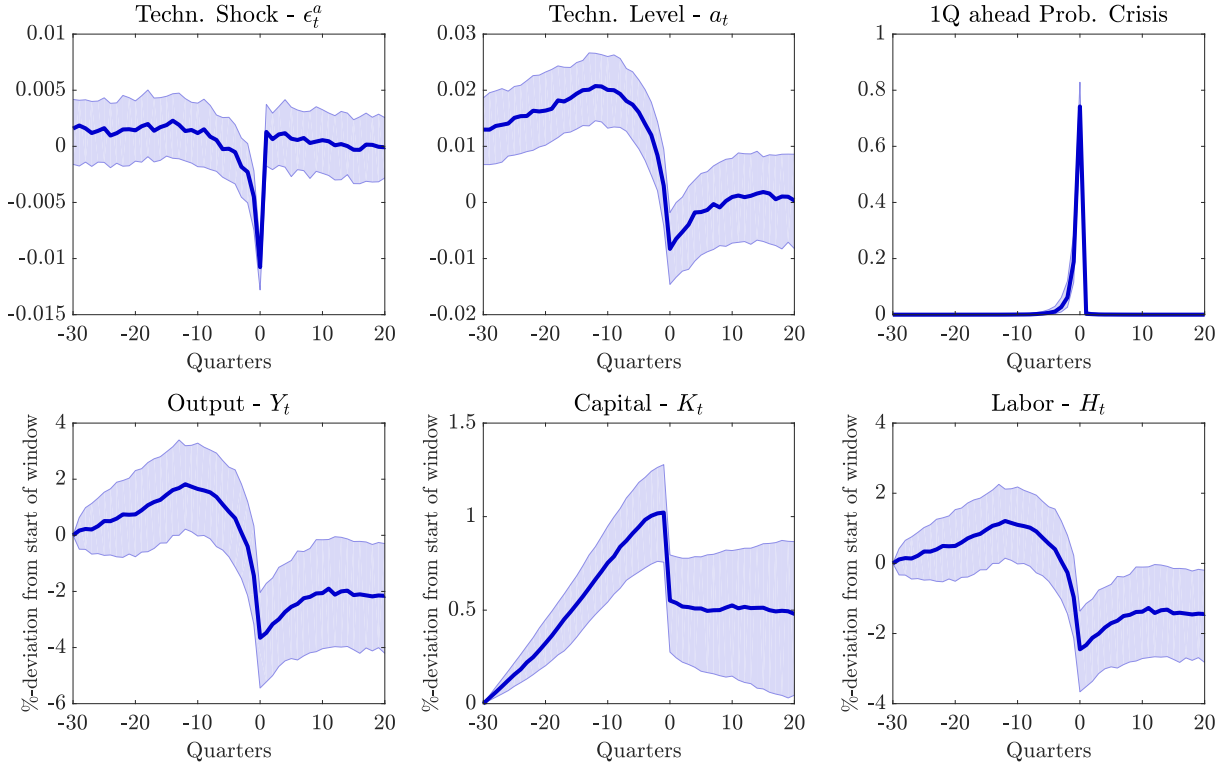 Techn. Shock - $\epsilon_t^a$
0.01
0.005
0
-0.005
-0.01
-0.015
-30 -20 -10 0 10 20
Quarters
Techn. Level - $a_t$
0.03
0.02
0.01
0
-0.01
-0.02
-30 -20 -10 0 10 20
Quarters
1Q ahead Prob. Crisis
1
0.8
0.6
0.4
0.2
0
-30 -20 -10 0 10 20
Quarters
Output - $Y_t$
%-deviation from start of window
4
2
0
-2
-4
-6
-30 -20 -10 0 10 20
Quarters
Capital - $K_t$
%-deviation from start of window
1.5
1
0.5
0
-30 -20 -10 0 10 20
Quarters
Labor - $H_t$
%-deviation from start of window
4
2
0
-2
-4
-30 -20 -10 0 10 20
Quarters